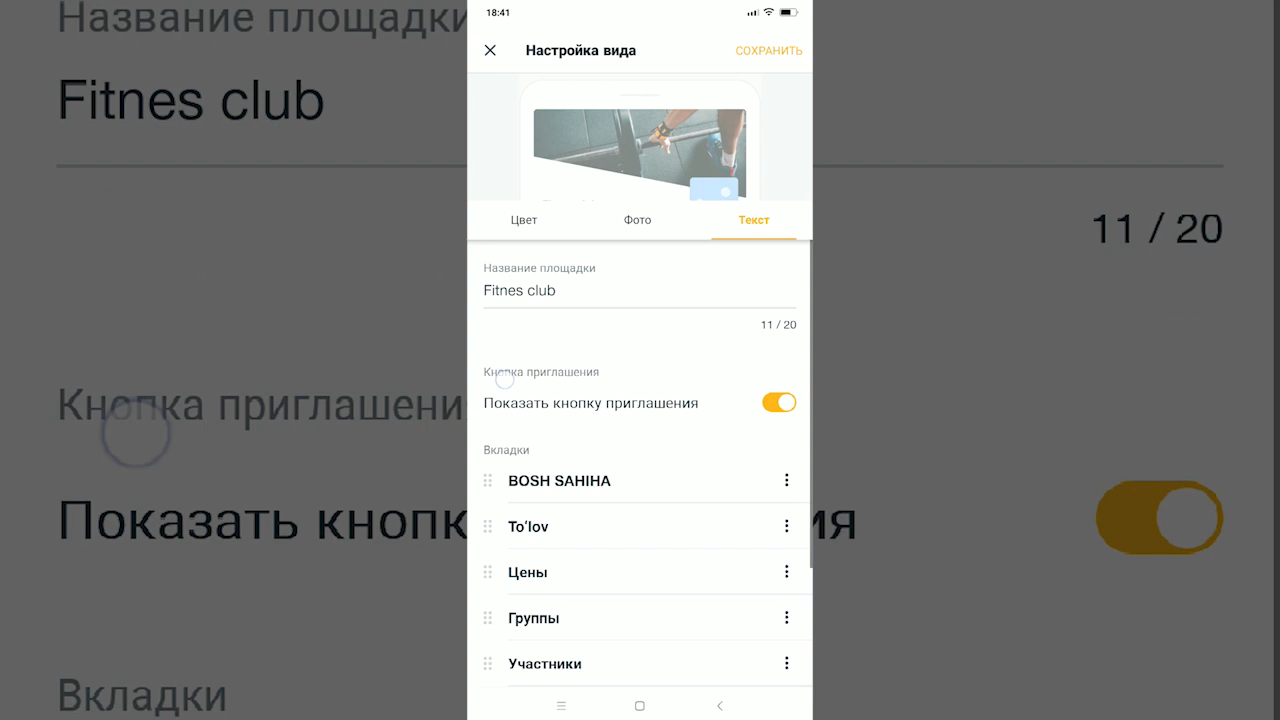 18:41
Настройка вида
СОХРАНИТЬ
Цвет
Фото
Текст
Название площадки
Fitnes club
11 / 20
Кнопка приглашения
Показать кнопку приглашения
Вкладки
BOSH SAHIHA
To‘lov
Цены
Группы
Участники
Название площадки
Fitnes club
11 / 20
Кнопка приглашени
Показать кнопк
ия
Вкладки